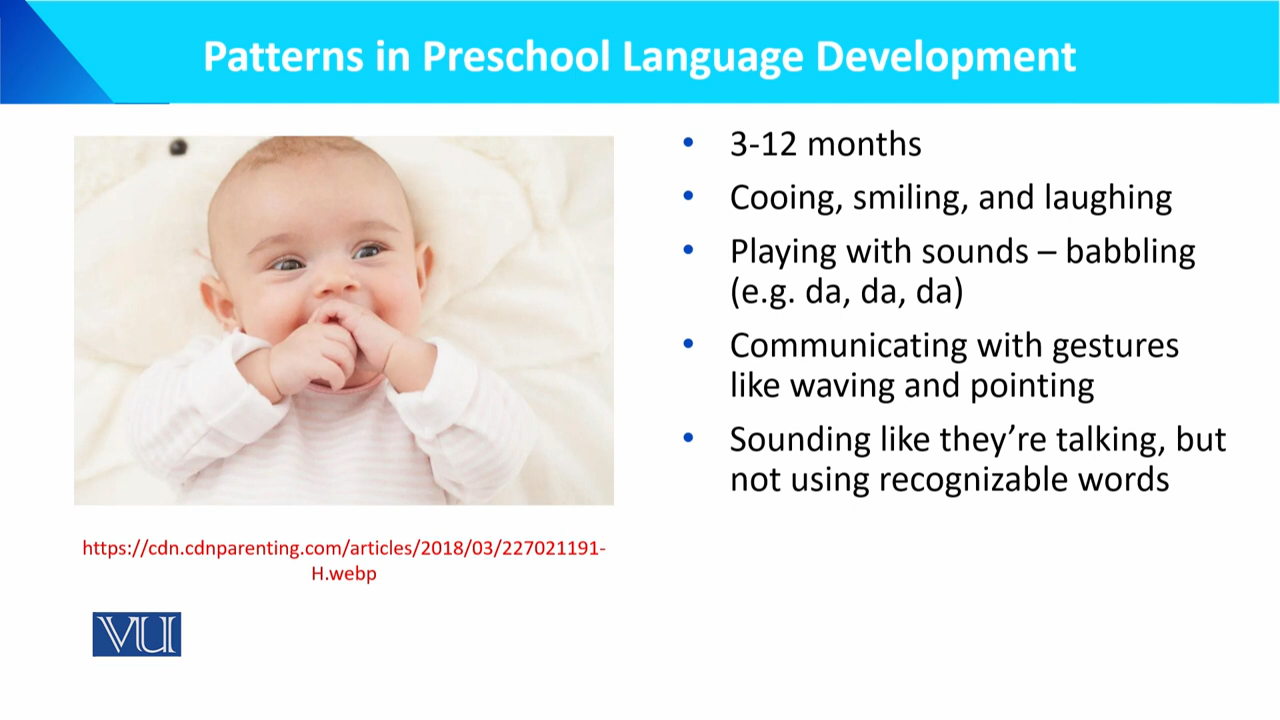 Patterns in Preschool Language Development
• 3-12 months
• Cooing, smiling, and laughing
• Playing with sounds – babbling
(e.g. da, da, da)
• Communicating with gestures
like waving and pointing
• Sounding like they’re talking, but
not using recognizable words
https://cdn.cdnparenting.com/articles/2018/03/227021191-
H.webp
VU